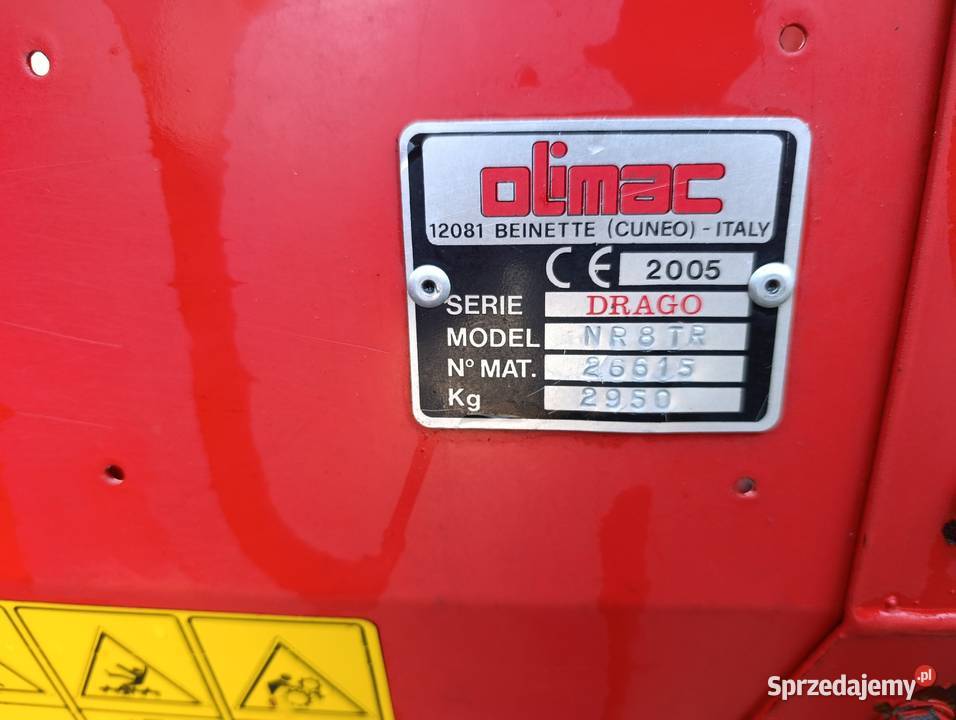 OLIMAC
12081 BEINETTE (CUNEO) - ITALY
CE 2005
SERIE DRAGO
MODEL NR8TR
N° MAT. 26615
Kg 2950
Sprzedajemy.pl